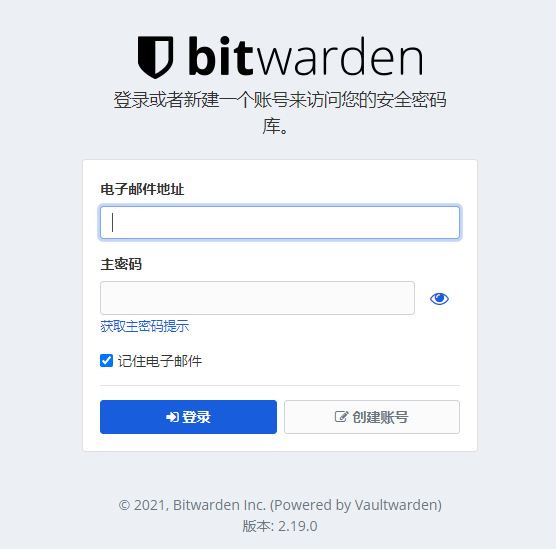 bitwarden
登录或者新建一个账号来访问您的安全密码
库。
电子邮件地址
主密码
获取主密码提示
记住电子邮件
登录
创建账号
© 2021, Bitwarden Inc. (Powered by Vaultwarden)
版本: 2.19.0